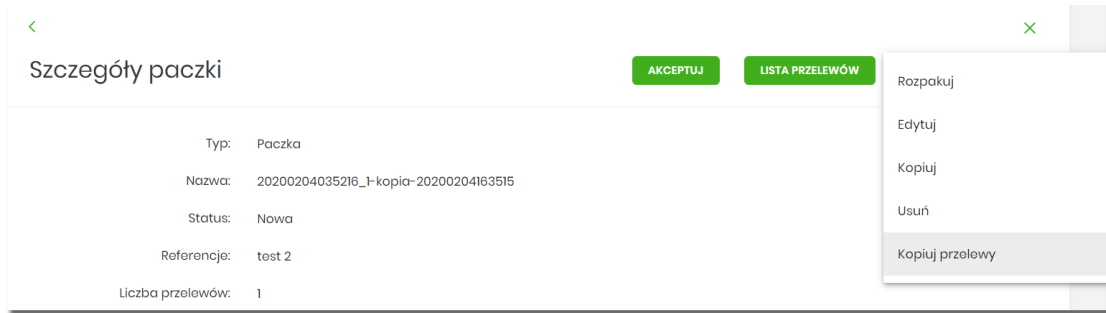 Szczegóły paczki
AKCEPTUJ
LISTA PRZELEWÓW
Rozpakuj
Edytuj
Kopiuj
Usuń
Kopiuj przelewy
Typ: Paczka
Nazwa: 20200204035216_1-kopia-20200204163515
Status: Nowa
Referencje: test 2
Liczba przelewów: 1